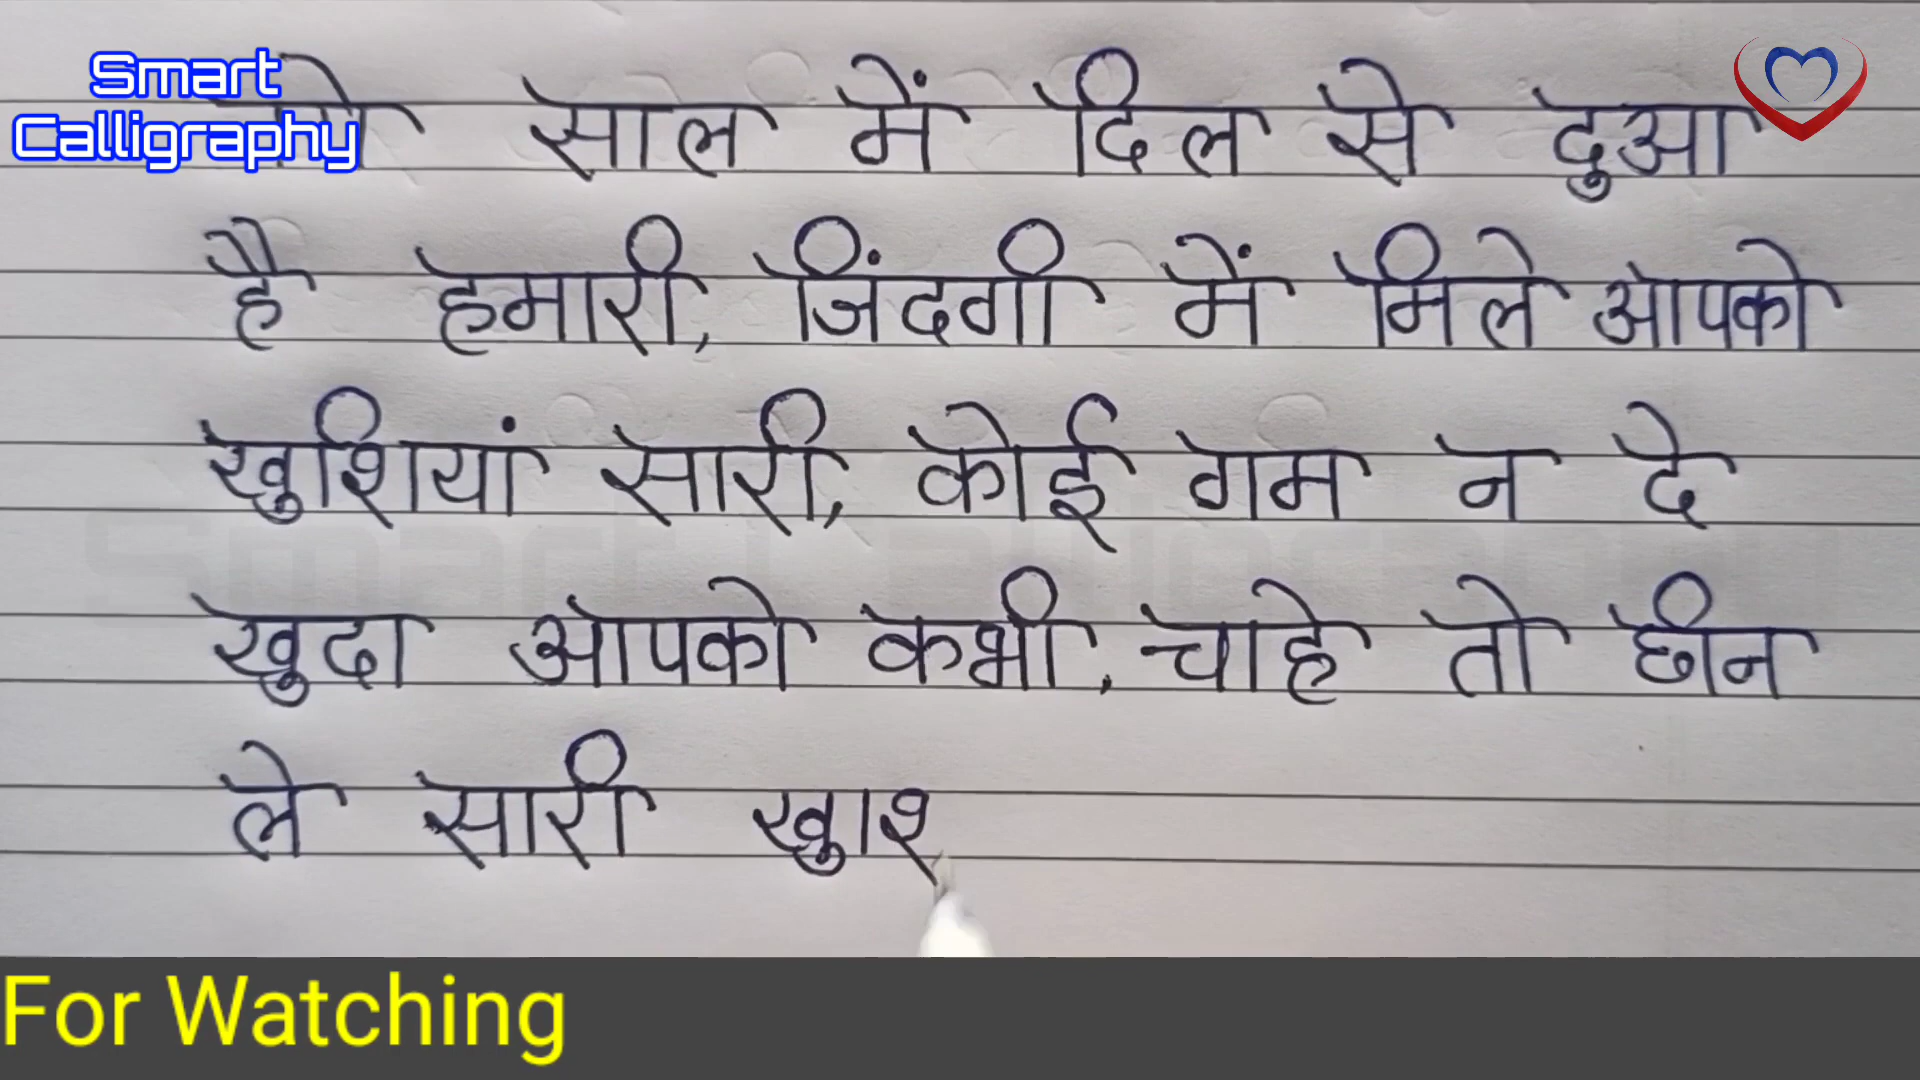 Smart
Calligraphy
साल में दिल से दुआ
है हमारी, जिंदगी में मिले आपको
खुशियां सारी, कोई गम न दे
खुदा आपको कभी, चाहे तो छीन
ले सारी
For Watching